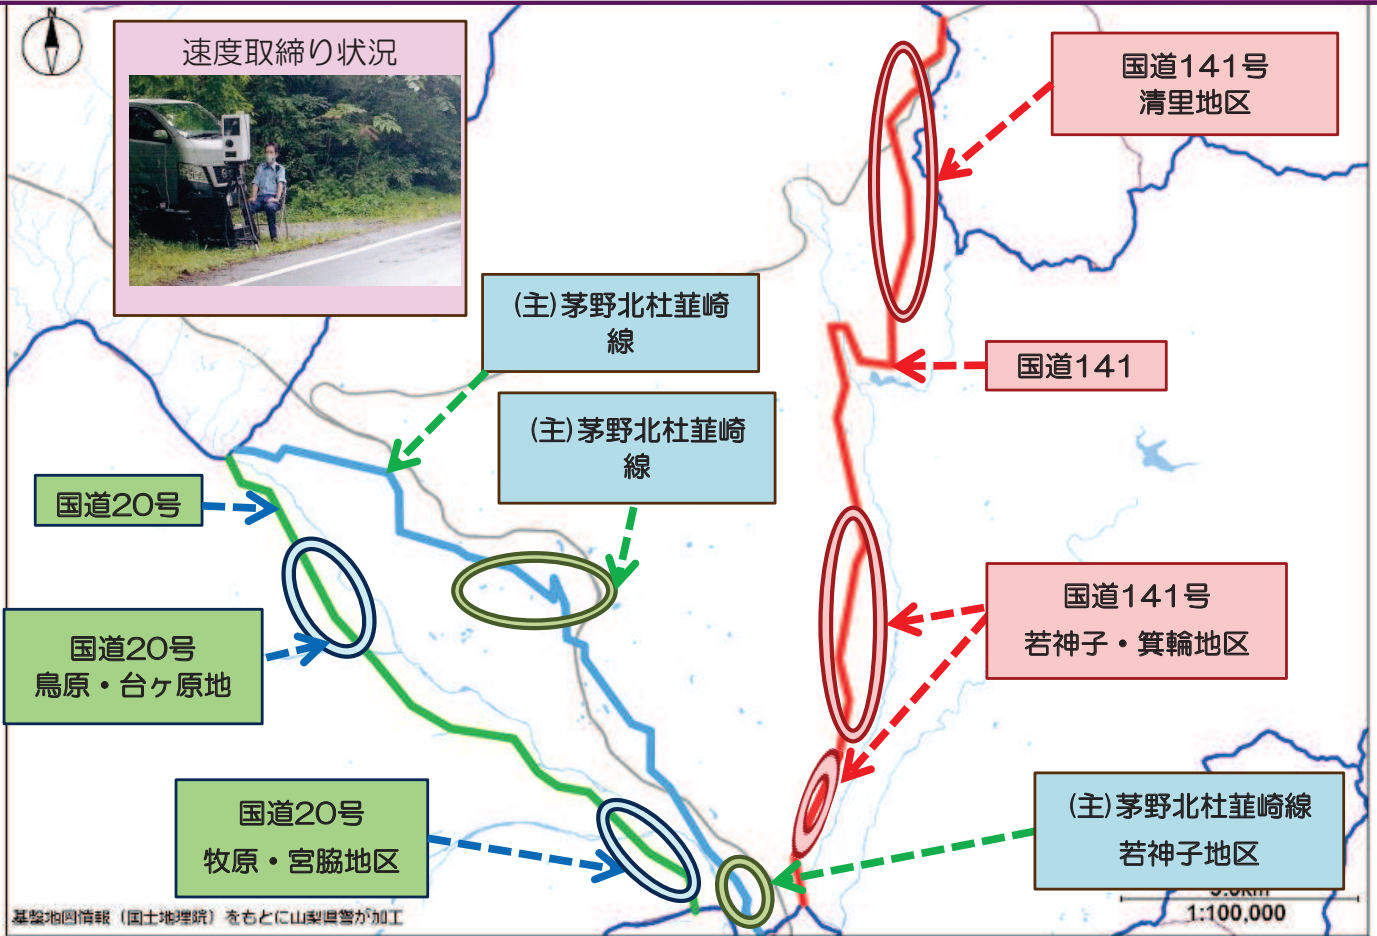 N
速度取締り状況
国道141号
清里地区
(主)茅野北杜韮崎
線
国道141
(主)茅野北杜韮崎
線
国道20号
国道141号
若神子・箕輪地区
国道20号
鳥原・台ヶ原地
国道20号
牧原・宮脇地区
(主)茅野北杜韮崎線
若神子地区
1:100,000
基盤地図情報（国土地理院）をもとに山梨県警が加工